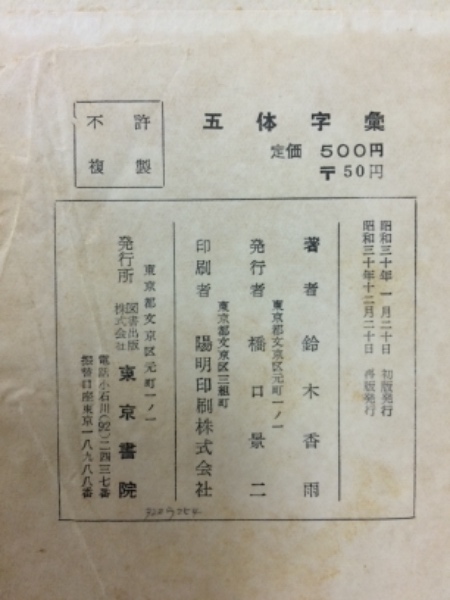 五体字彙
定価 500円
〒50円
不許
複製
昭和三十年一月二十日 初版発行
昭和三十年十二月二十日 再版発行
著者 鈴木香雨
東京都文京区元町一ノ一
発行者 橋口景二
東京都文京区三組町
印刷者 陽明印刷株式会社
東京都文京区元町一ノ一
発行所 図書出版株式会社 東京書院
電話小石川(92)二四三七番
振替口座東京一八九八八番